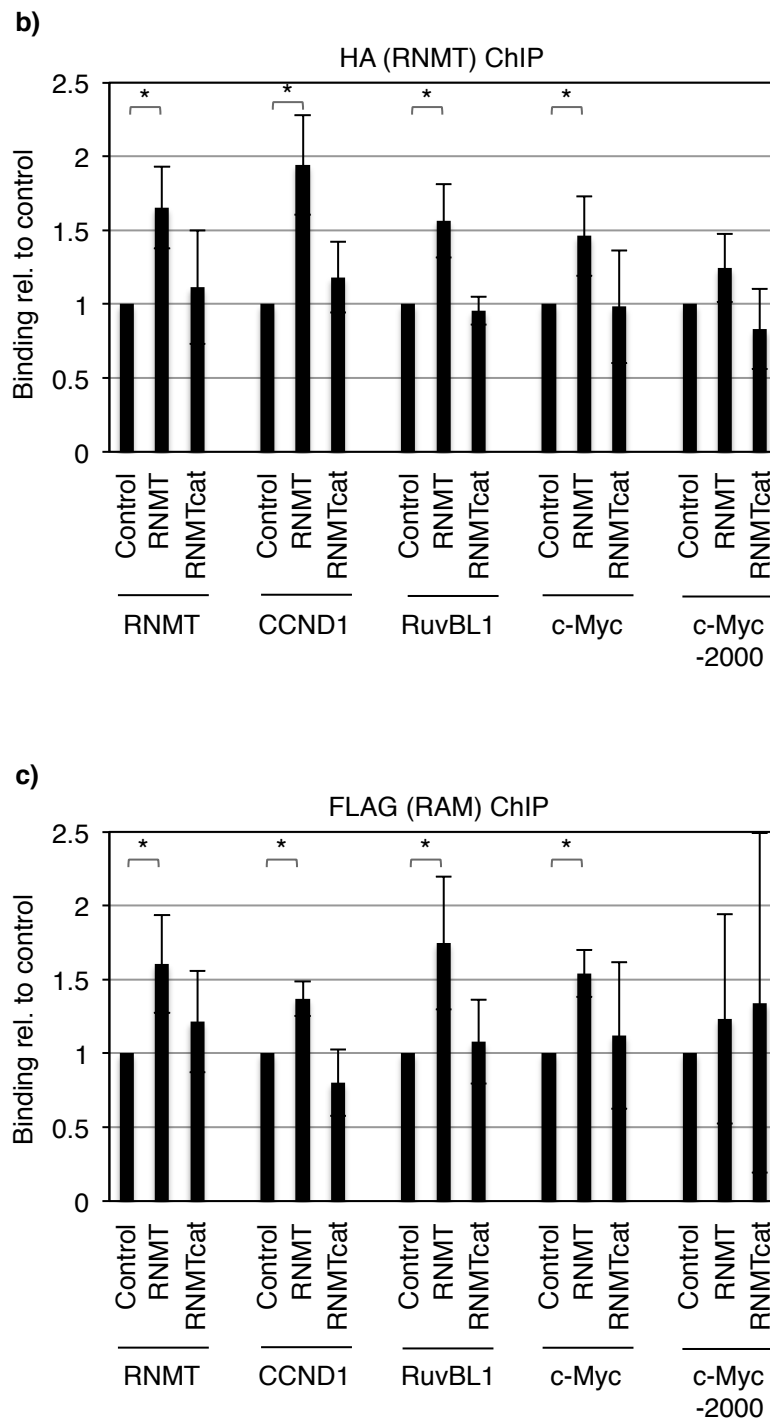 b)
HA (RNMT) ChIP
Binding rel. to control
2.5
2
1.5
1
0.5
0
* * * *
Control RNMT RNMTcat Control RNMT RNMTcat Control RNMT RNMTcat Control RNMT RNMTcat Control RNMT RNMTcat
RNMT CCND1 RuvBL1 c-Myc c-Myc
-2000
c)
FLAG (RAM) ChIP
Binding rel. to control
2.5
2
1.5
1
0.5
0
* * * *
Control RNMT RNMTcat Control RNMT RNMTcat Control RNMT RNMTcat Control RNMT RNMTcat Control RNMT RNMTcat
RNMT CCND1 RuvBL1 c-Myc c-Myc
-2000